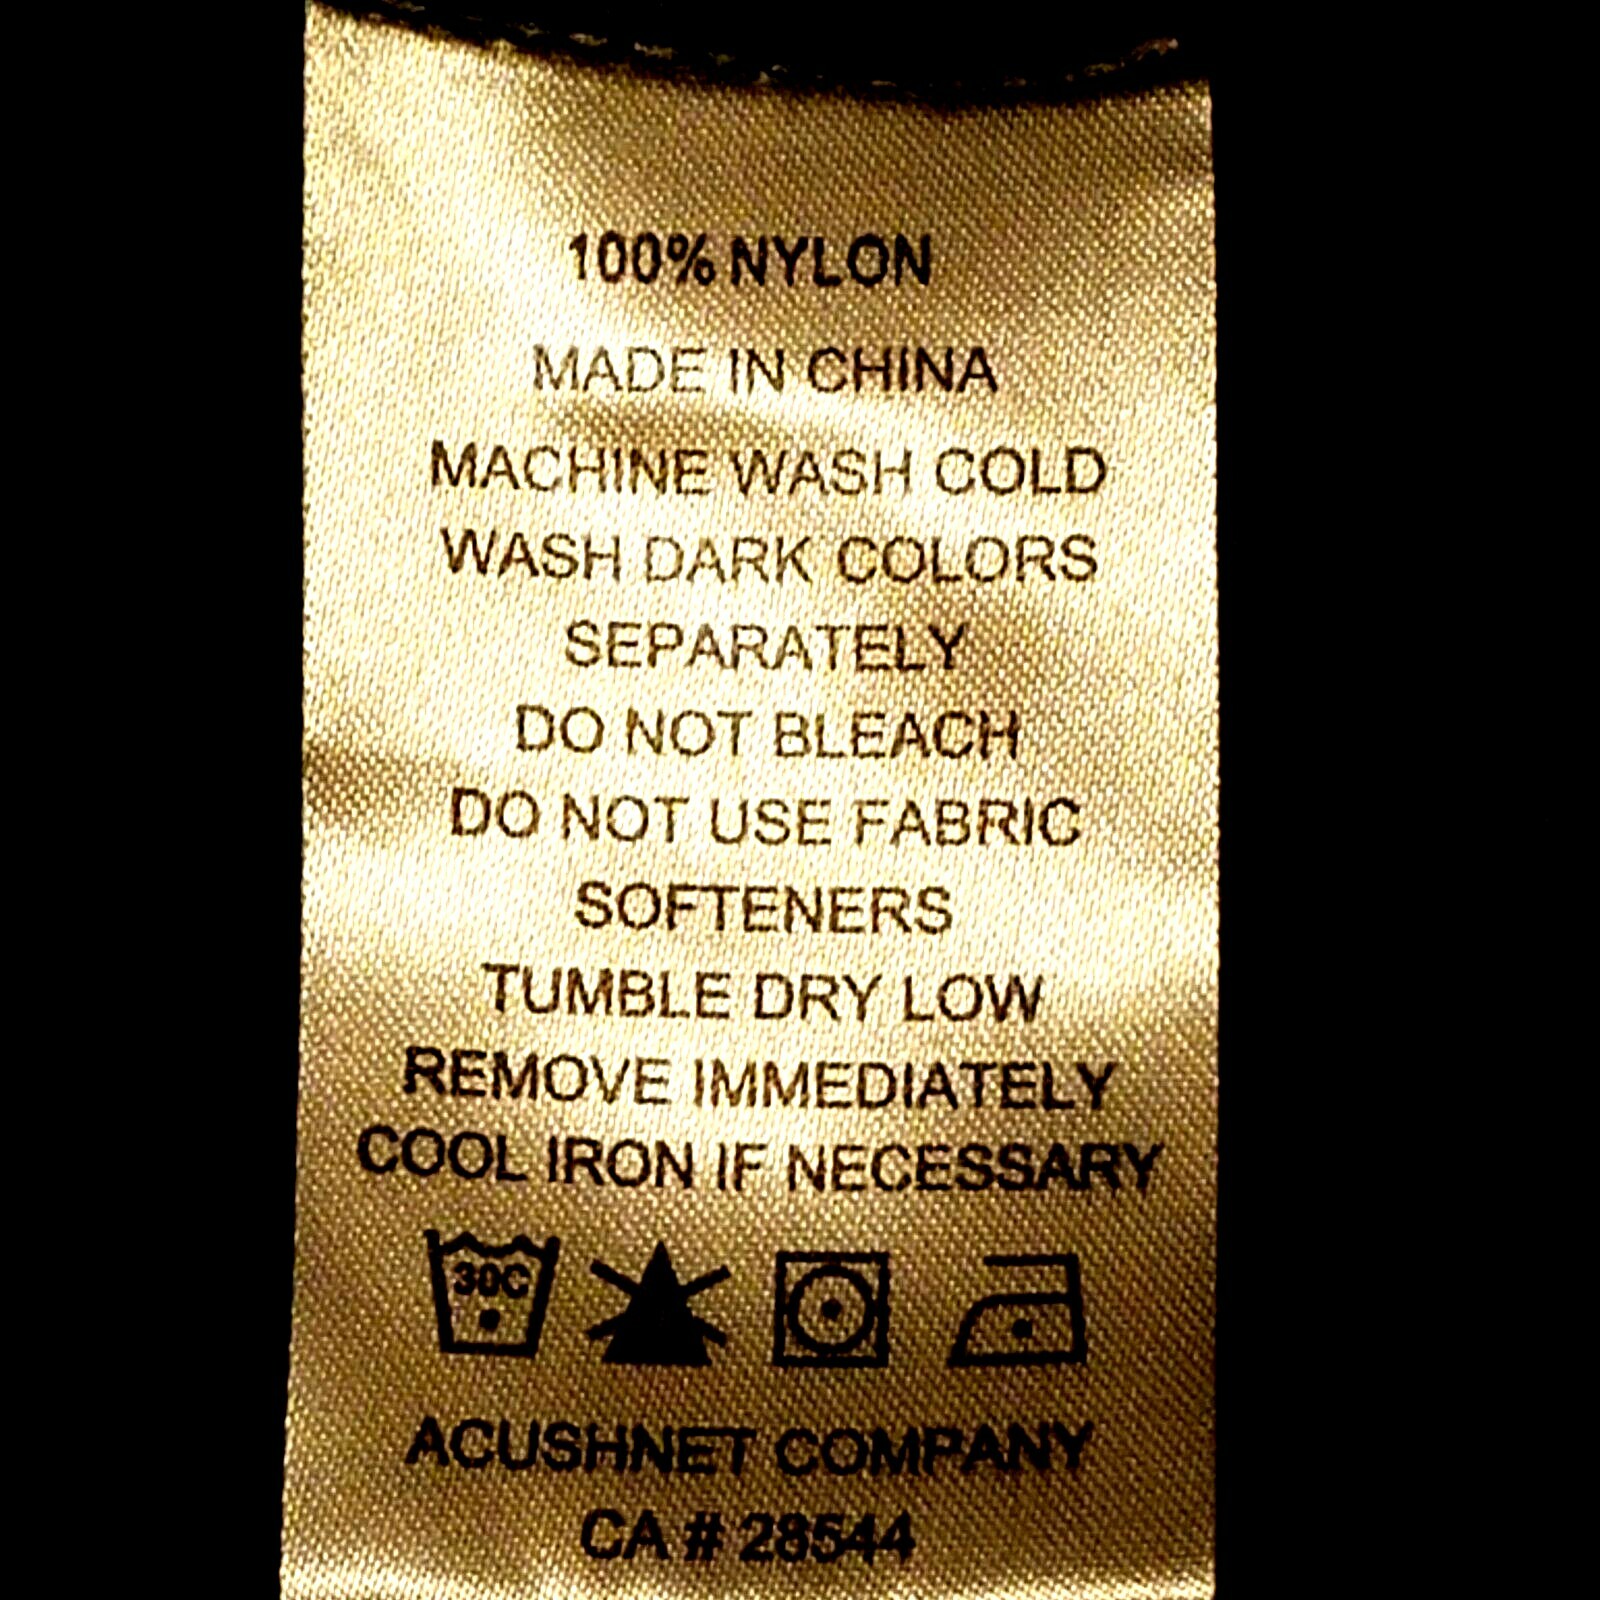 100% NYLON
MADE IN CHINA
MACHINE WASH COLD
WASH DARK COLORS
SEPARATELY
DO NOT BLEACH
DO NOT USE FABRIC
SOFTENERS
TUMBLE DRY LOW
REMOVE IMMEDIATELY
COOL IRON IF NECESSARY
30C
ACUSHNET COMPANY
CA # 28544